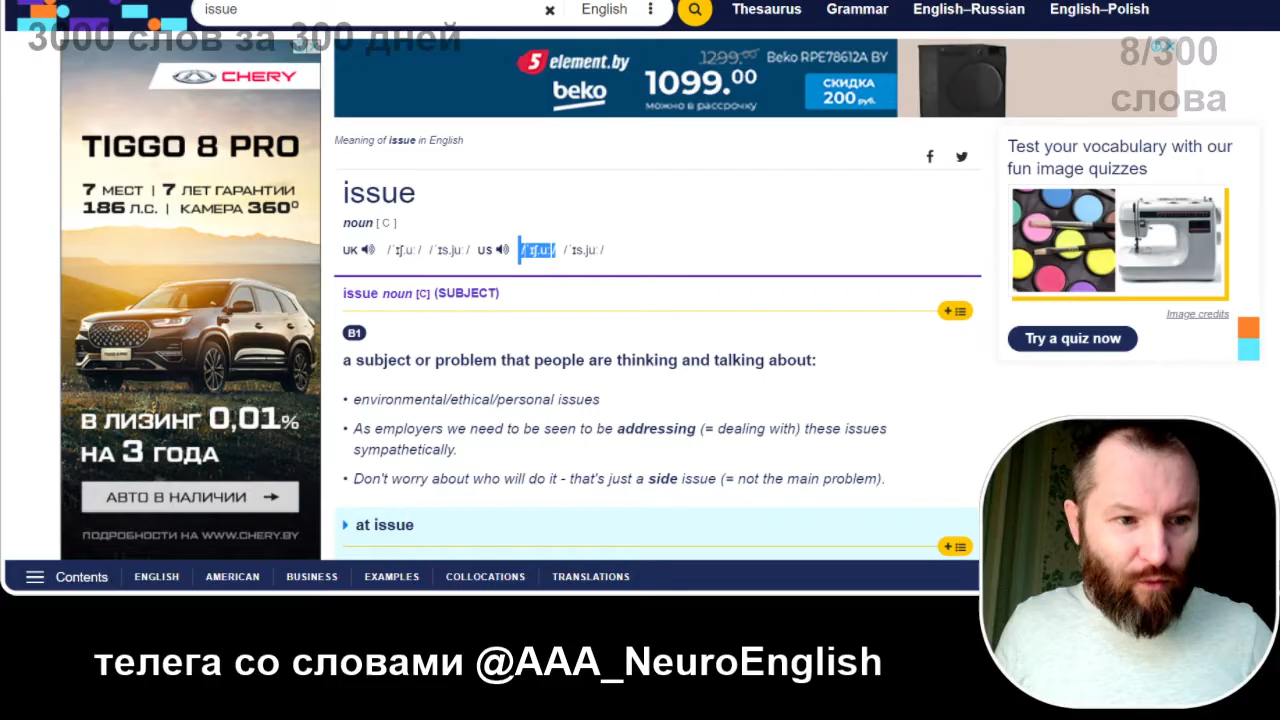 issue
English
Thesaurus
Grammar
English–Russian
English–Polish
3000 слов за 300 дней
8/300
слова
CHERY
TIGGO 8 PRO
7 МЕСТ | 7 ЛЕТ ГАРАНТИИ
186 Л.С. | КАМЕРА 360°
В ЛИЗИНГ 0,01%
НА 3 ГОДА
АВТО В НАЛИЧИИ
ПОДРОБНОСТИ НА WWW.CHERY.BY
5 element.by
beko
1299.00
1099.00
можно в рассрочку
Beko RPE78612A BY
СКИДКА
200 руб.
Meaning of issue in English
issue
noun [ C ]
UK /ˈɪʃ.uː/ /ˈɪs.juː/ US /ˈɪʃ.uː/ /ˈɪs.juː/
issue noun [C] (SUBJECT)
B1
a subject or problem that people are thinking and talking about:
• environmental/ethical/personal issues
• As employers we need to be seen to be addressing (= dealing with) these issues
sympathetically.
• Don't worry about who will do it - that's just a side issue (= not the main problem).
at issue
Test your vocabulary with our
fun image quizzes
Image credits
Try a quiz now
Contents
ENGLISH
AMERICAN
BUSINESS
EXAMPLES
COLLOCATIONS
TRANSLATIONS
телега со словами @AAA_NeuroEnglish